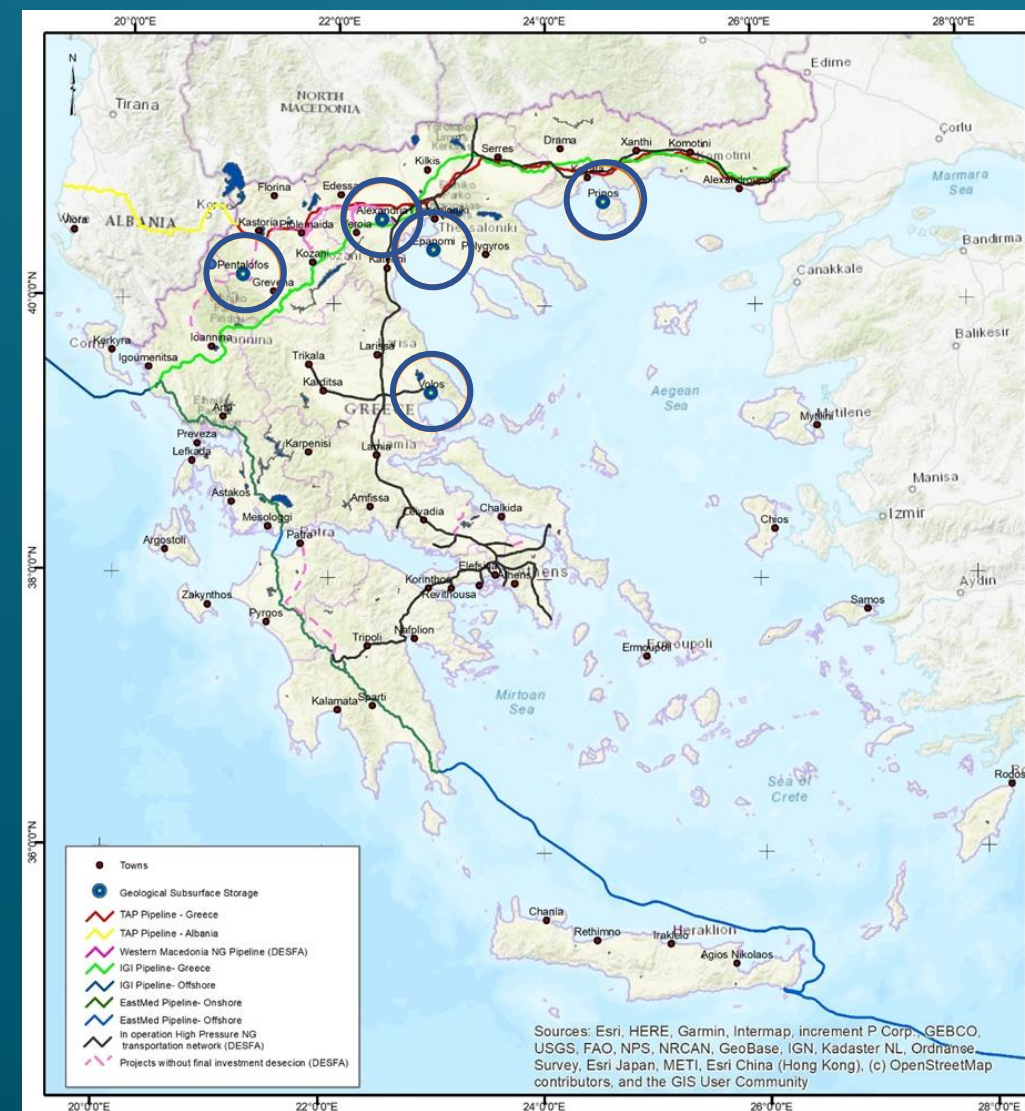 20°0'0"E 22°0'0"E 24°0'0"E 26°0'0"E 28°0'0"E
N
Edirne
Tirana
NORTH
MACEDONIA
Çorlu
Drama
Xanthi
Komotini
Serres
Komotini
Kilkis
Marmara
Sea
Alexandroupoli
Florina
Edessa
Prinos
Korce
Alexandria
Vlora
ALBANIA
Kastoria
Ptolemaida
Veroia
Thessaloniki
Bandirma
Epanomi
Polygyros
Kozani
Pentalofos
Katerini
Canakkale
Grevena
40°0'0"N
Ethniko
Balikesir
Kerkyra
Ioannina
Larissa
Igoumenitsa
Trikala
Karditsa
Volos
Aegean
Sea
GREECE
Arta
Mytilene
Mytilini
Preveza
Karpenisi
Lamia
Lefkada
Manisa
Astakos
Amfissa
Leivadia
Chalkida
Izmir
Mesologgi
Chios
Patra
Argostoli
38°0'0"N
Elefsina
Athens
Korinthos
Revithousa
Aydin
Zakynthos
Samos
Pyrgos
Nafplion
Tripoli
Ermoupoli
Ermoupoli
Kalamata
Sparti
Mirtoan
Sea
Sea of
Crete
Rodos
36°0'0"N
Towns
Geological Subsurface Storage
TAP Pipeline - Greece
TAP Pipeline - Albania
Western Macedonia NG Pipeline (DESFA)
IGI Pipeline- Greece
IGI Pipeline- Offshore
EastMed Pipeline- Onshore
EastMed Pipeline- Offshore
In operation High Pressure NG
transportation network (DESFA)
Projects without final investment desecion (DESFA)
Chania
Rethimno
Irakleio
Heraklion
Agios Nikolaos
Sources: Esri, HERE, Garmin, Intermap, increment P Corp., GEBCO,
USGS, FAO, NPS, NRCAN, GeoBase, IGN, Kadaster NL, Ordnance
Survey, Esri Japan, METI, Esri China (Hong Kong), (c) OpenStreetMap
contributors, and the GIS User Community
20°0'0"E 22°0'0"E 24°0'0"E 26°0'0"E 28°0'0"E